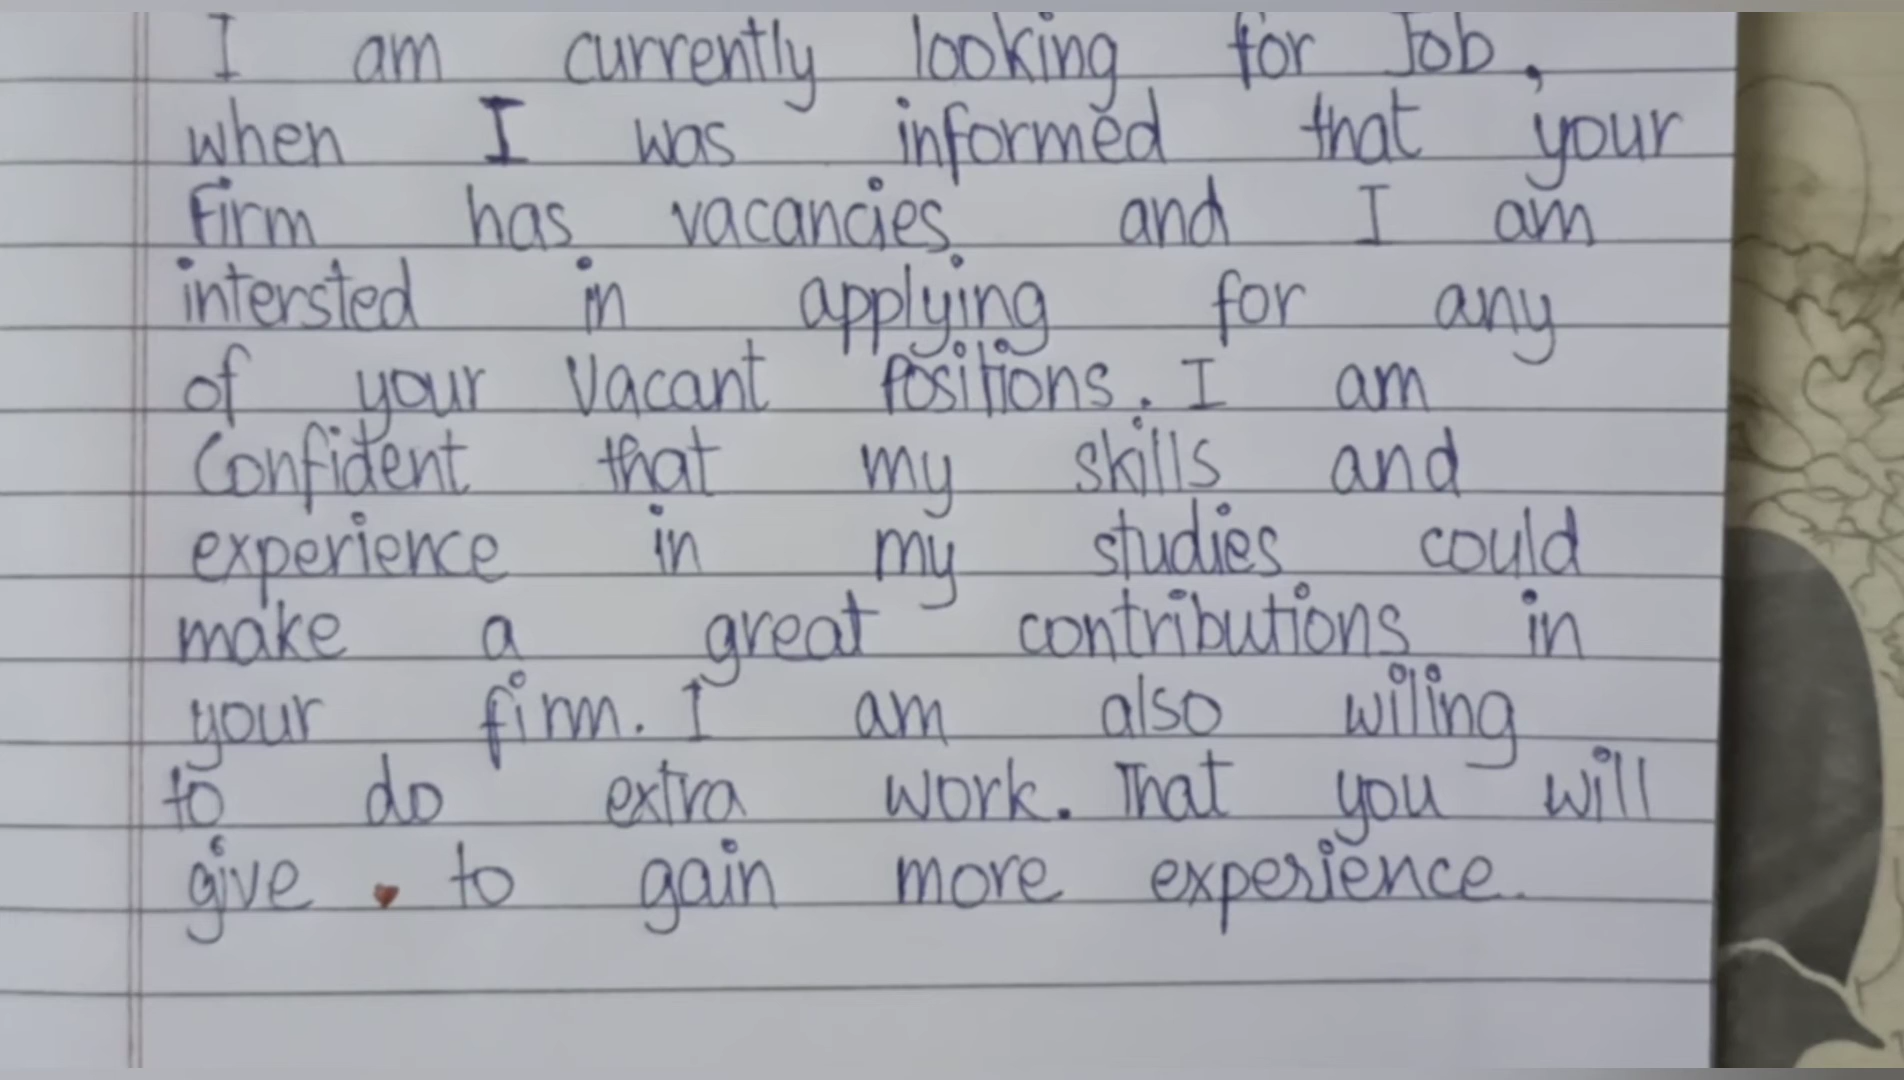 I am currently looking for Job,
when I was informed that your
Firm has vacancies and I am
intersted in applying for any
of your Vacant Positions. I am
Confident that my skills and
experience in my studies could
make a great contributions in
your firm. I am also wiling
to do extra work. That you will
give . to gain more experience.